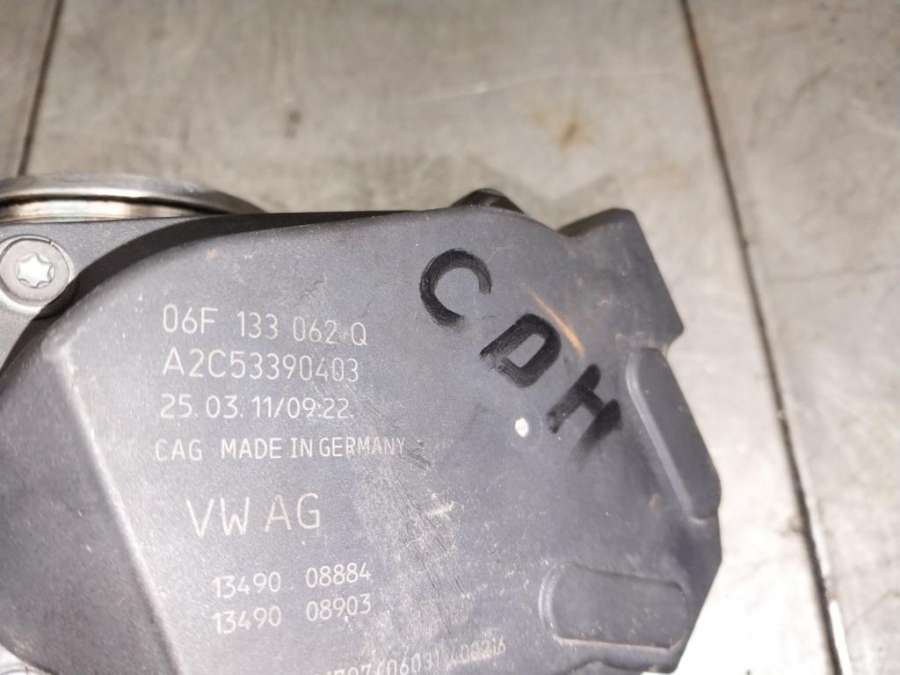 06F 133 062 Q
A2C53390403
25.03.11/09:22
CAG MADE IN GERMANY
VW AG
13490 08884
13490 08903
CDH